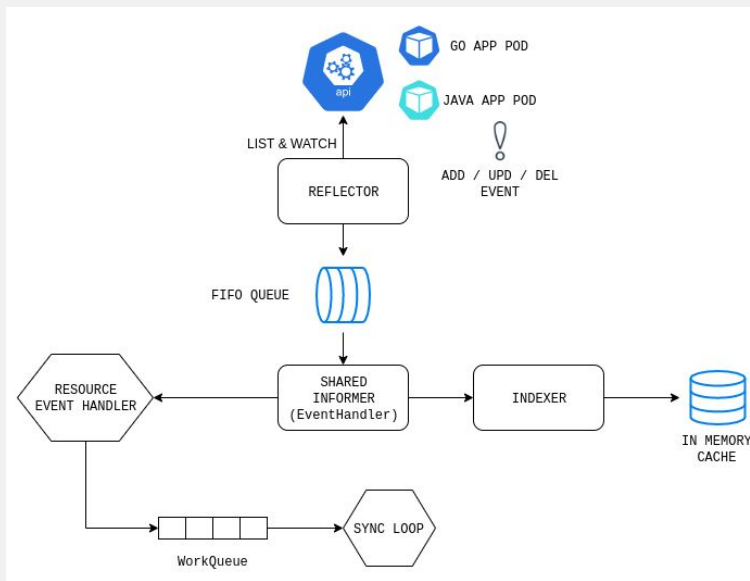 GO APP POD
api
JAVA APP POD
LIST & WATCH
ADD / UPD / DEL
EVENT
REFLECTOR
FIFO QUEUE
RESOURCE
EVENT HANDLER
SHARED
INFORMER
(EventHandler)
INDEXER
IN MEMORY
CACHE
SYNC LOOP
WorkQueue